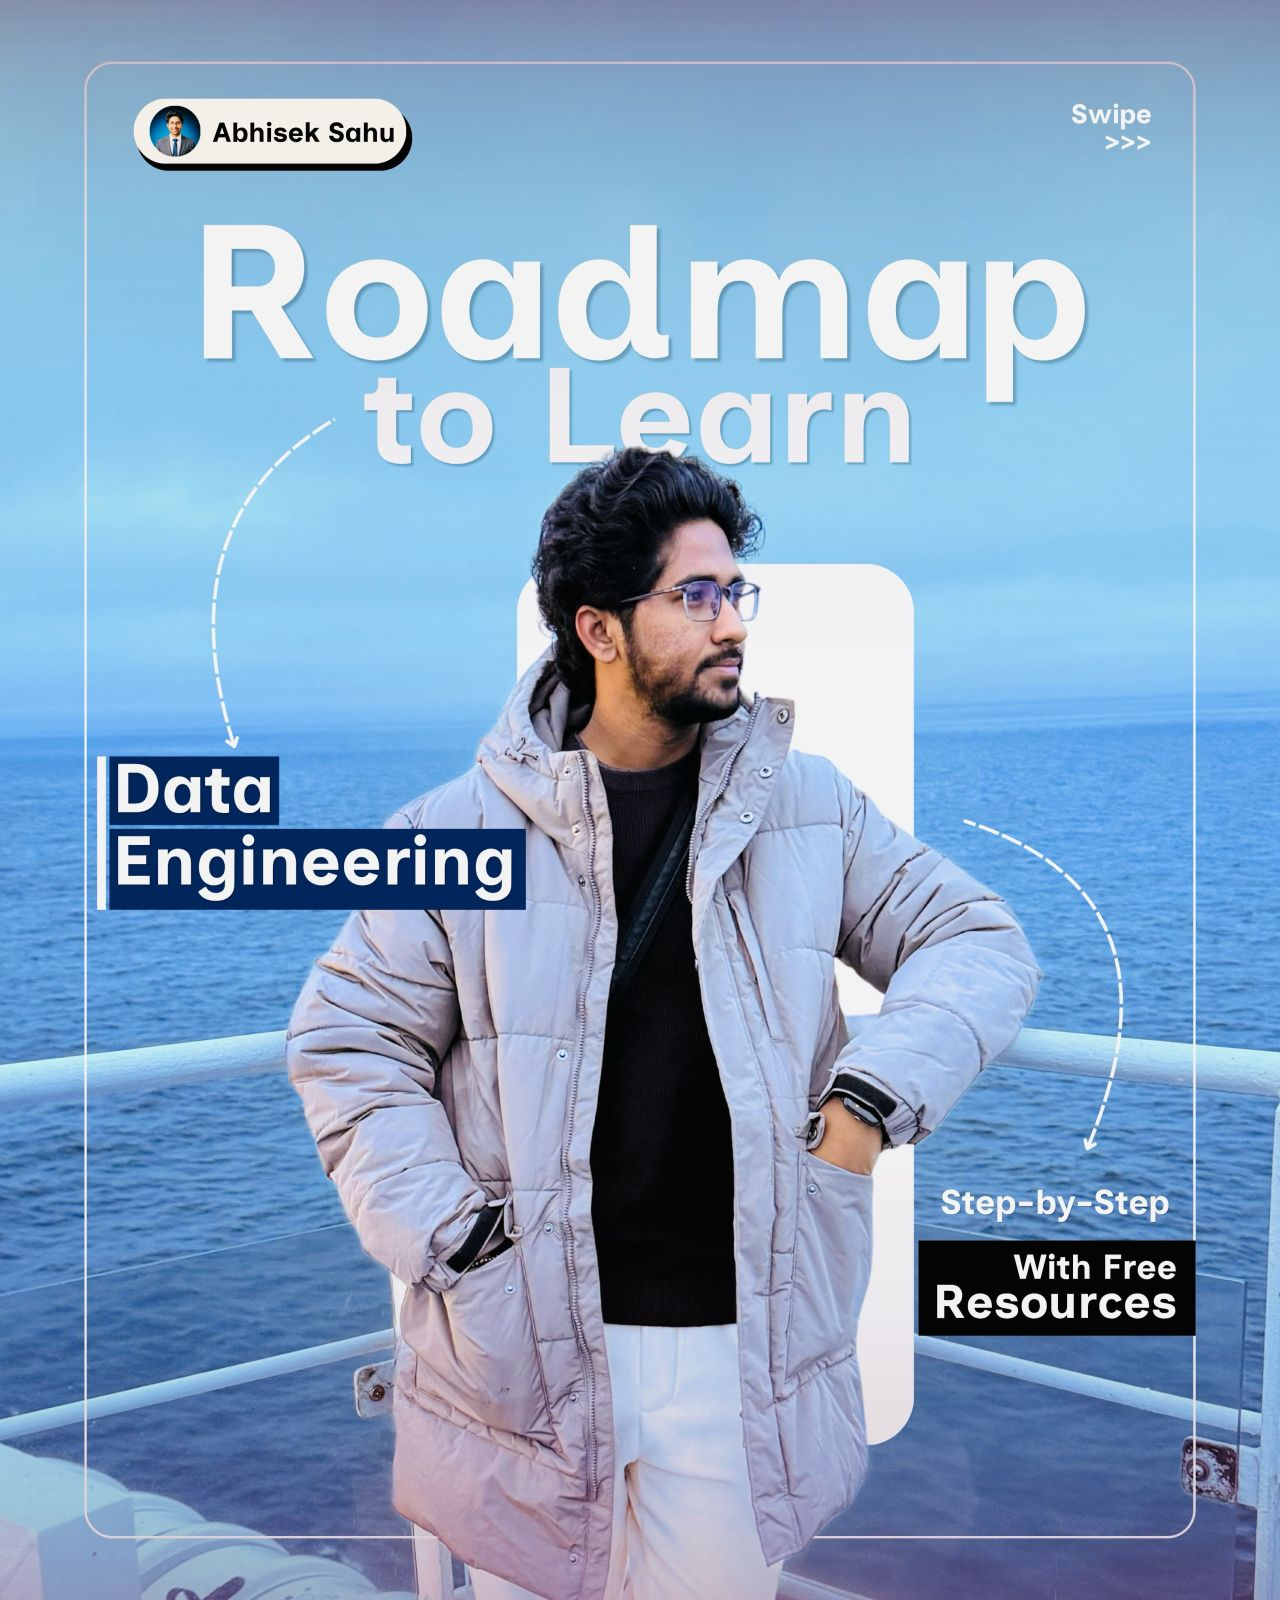 Abhisek Sahu
Swipe
>>>
Roadmap
to Learn
Data
Engineering
Step-by-Step
With Free
Resources